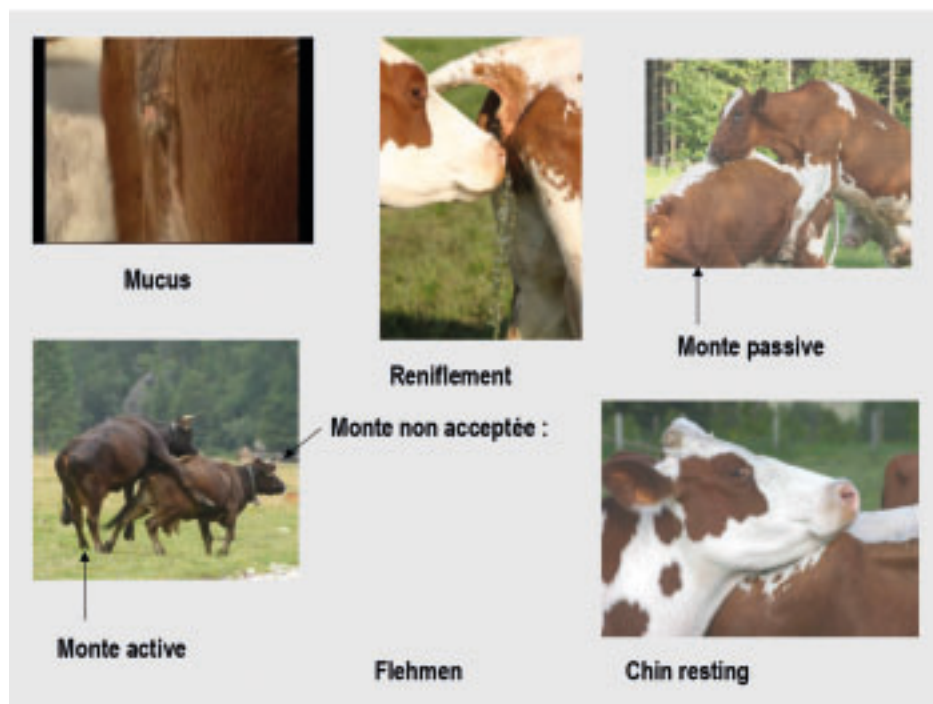 Mucus
Reniflement
Monte passive
Monte non acceptée :
Monte active
Flehmen
Chin resting